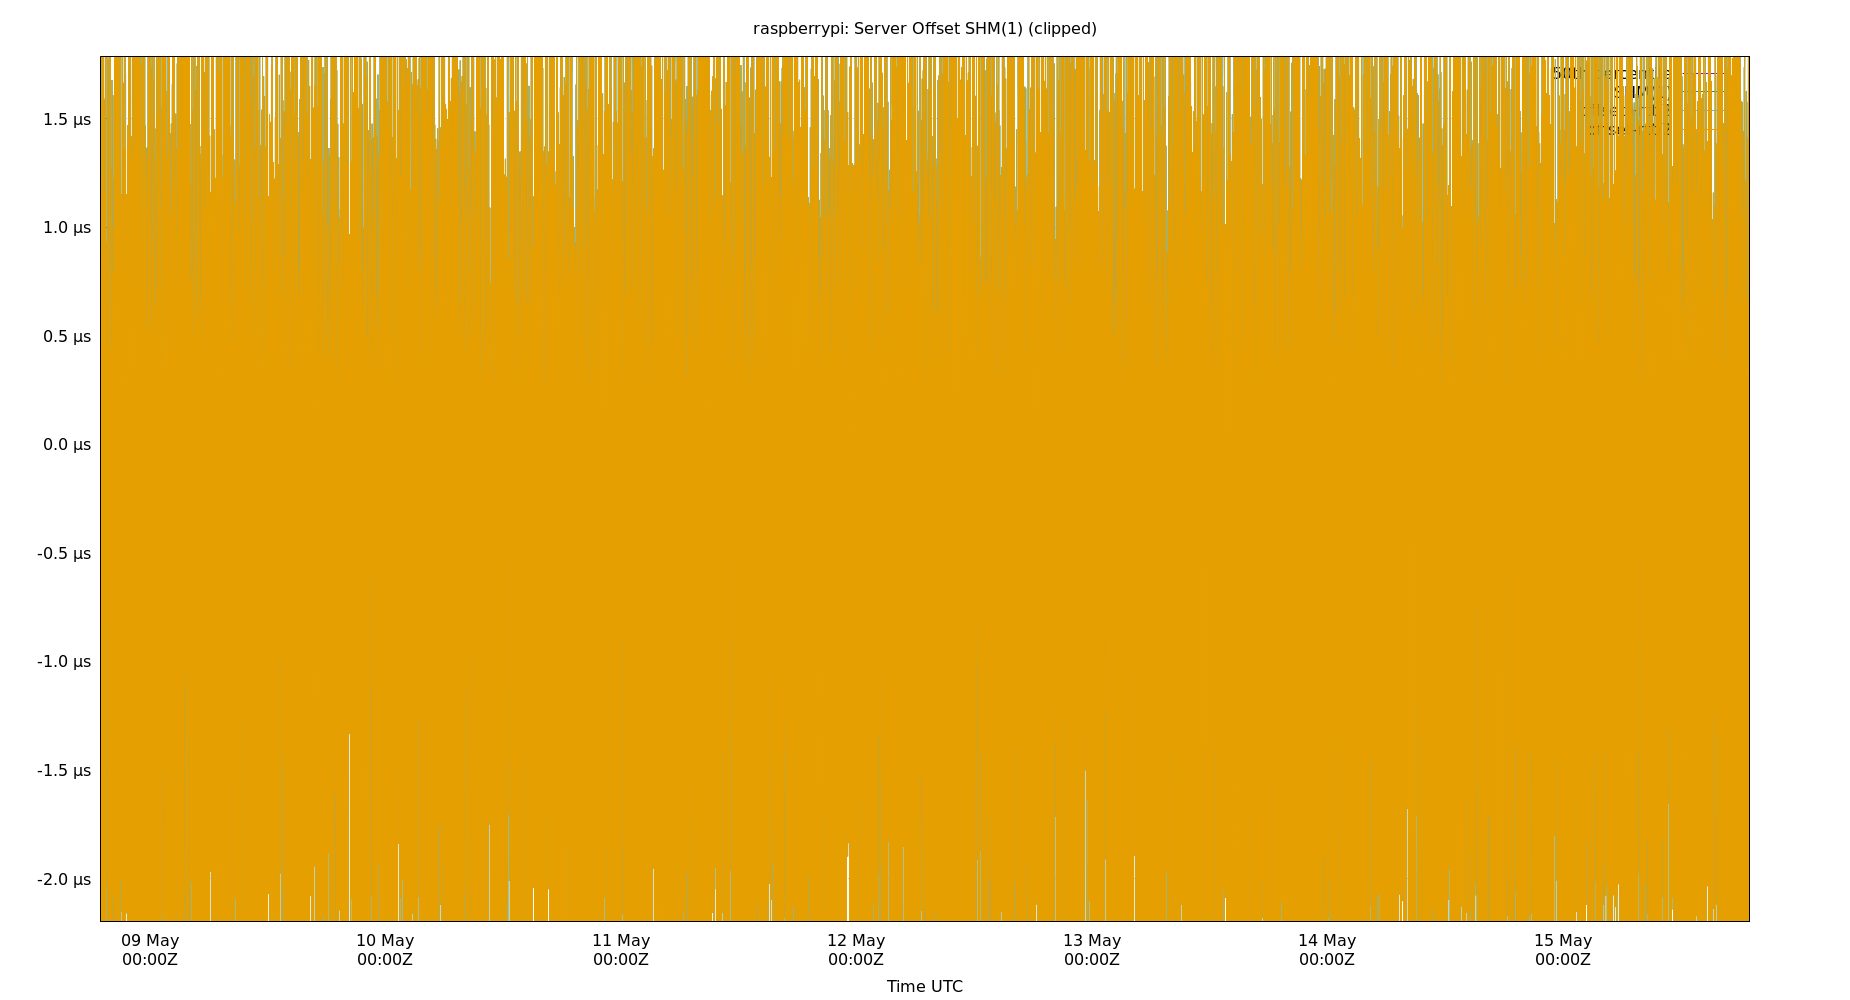 raspberrypi: Server Offset SHM(1) (clipped)
1.5 µs
1.0 µs
0.5 µs
0.0 µs
-0.5 µs
-1.0 µs
-1.5 µs
-2.0 µs
09 May
00:00Z
10 May
00:00Z
11 May
00:00Z
12 May
00:00Z
13 May
00:00Z
14 May
00:00Z
15 May
00:00Z
Time UTC